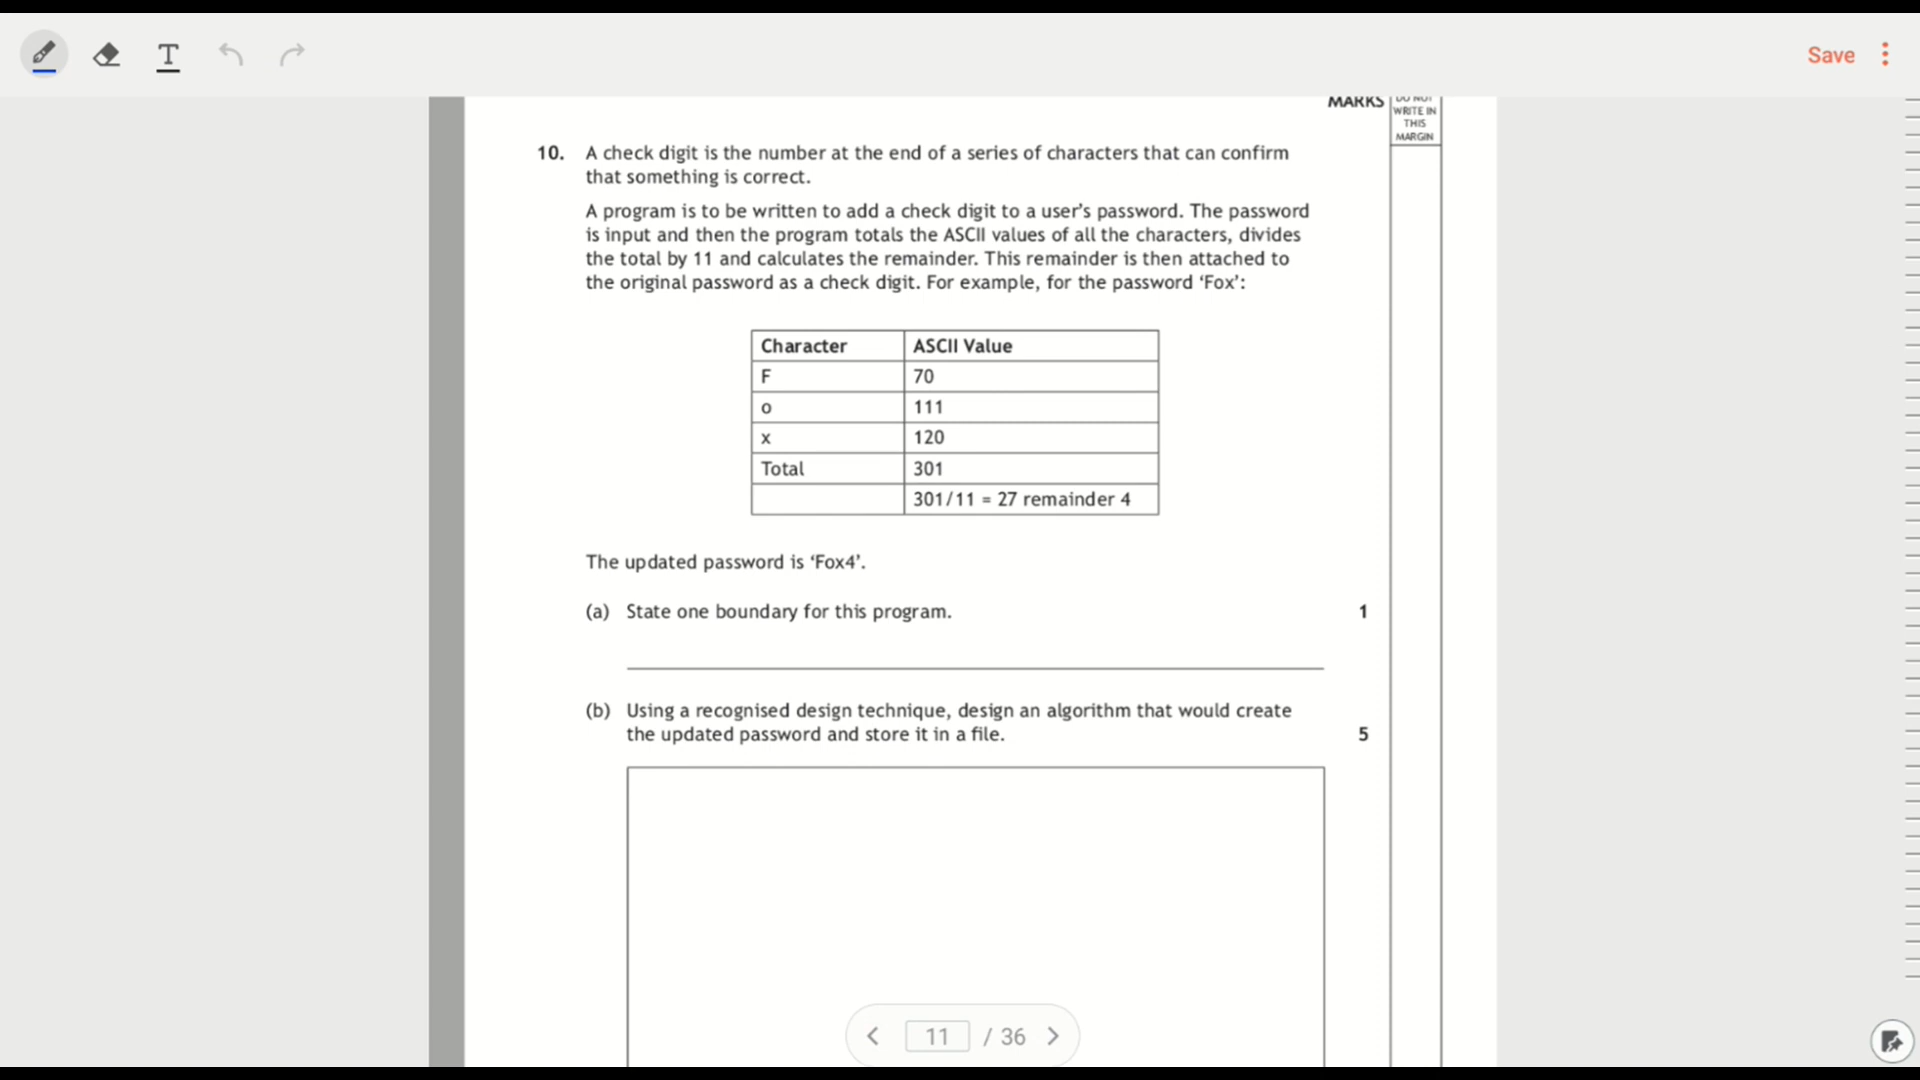 T
Save
MARKS
DO NOT
WRITE IN
THIS
MARGIN
10. A check digit is the number at the end of a series of characters that can confirm
that something is correct.
A program is to be written to add a check digit to a user’s password. The password
is input and then the program totals the ASCII values of all the characters, divides
the total by 11 and calculates the remainder. This remainder is then attached to
the original password as a check digit. For example, for the password ‘Fox’:
Character ASCII Value
F 70
o 111
x 120
Total 301
301/11 = 27 remainder 4
The updated password is ‘Fox4’.
(a) State one boundary for this program. 1
(b) Using a recognised design technique, design an algorithm that would create
the updated password and store it in a file. 5
11 / 36